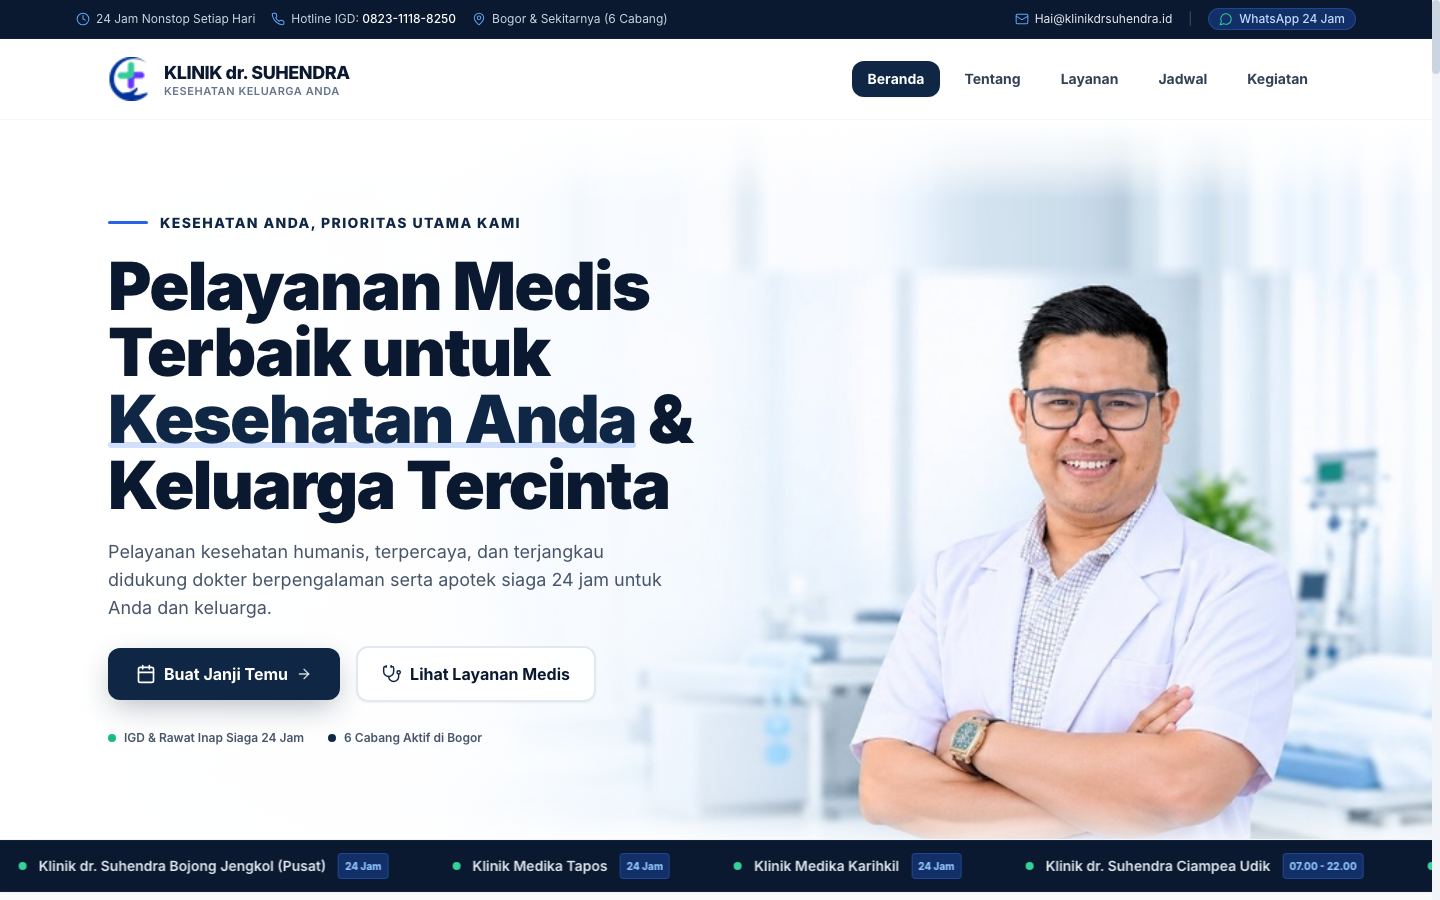 24 Jam Nonstop Setiap Hari
Hotline IGD: 0823-1118-8250
Bogor & Sekitarnya (6 Cabang)
Hai@klinikdrsuhendra.id
WhatsApp 24 Jam
KLINIK dr. SUHENDRA
KESEHATAN KELUARGA ANDA
Beranda
Tentang
Layanan
Jadwal
Kegiatan
KESEHATAN ANDA, PRIORITAS UTAMA KAMI
Pelayanan Medis
Terbaik untuk
Kesehatan Anda &
Keluarga Tercinta
Pelayanan kesehatan humanis, terpercaya, dan terjangkau
didukung dokter berpengalaman serta apotek siaga 24 jam untuk
Anda dan keluarga.
Buat Janji Temu
Lihat Layanan Medis
IGD & Rawat Inap Siaga 24 Jam
6 Cabang Aktif di Bogor
Klinik dr. Suhendra Bojong Jengkol (Pusat) 24 Jam
Klinik Medika Tapos 24 Jam
Klinik Medika Karihkil 24 Jam
Klinik dr. Suhendra Ciampea Udik 07.00 - 22.00